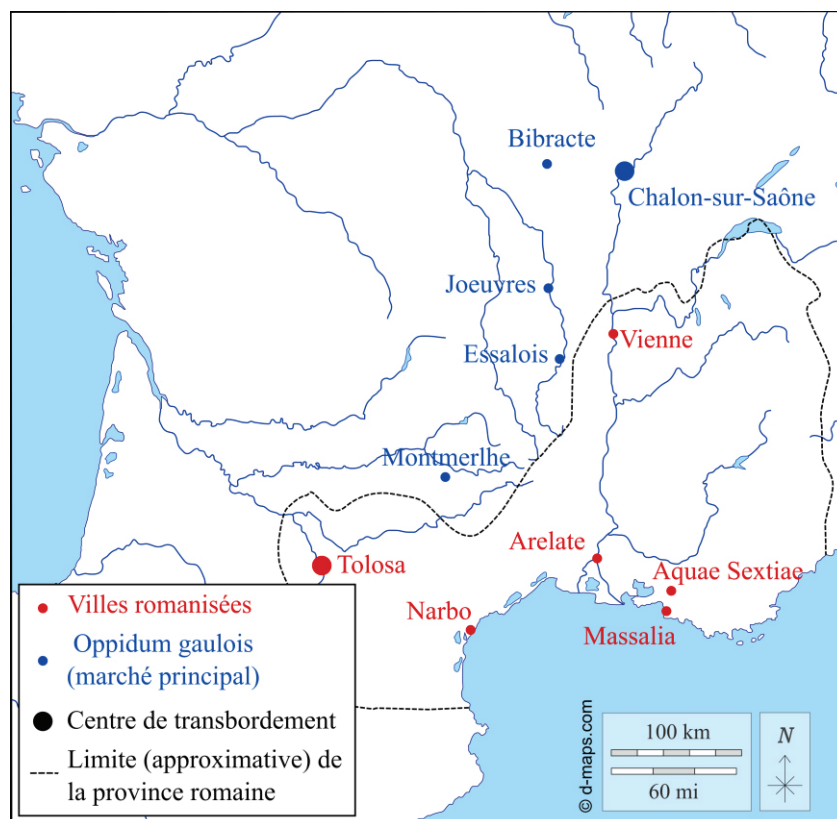 Bibracte
Chalon-sur-Saône
Joeuvres
Vienne
Essalois
Montmerlhe
Arelate
Tolosa
Aquae Sextiae
Narbo
Massalia
Villes romanisées
Oppidum gaulois
(marché principal)
Centre de transbordement
Limite (approximative) de
la province romaine
© d-maps.com
100 km
60 mi
N